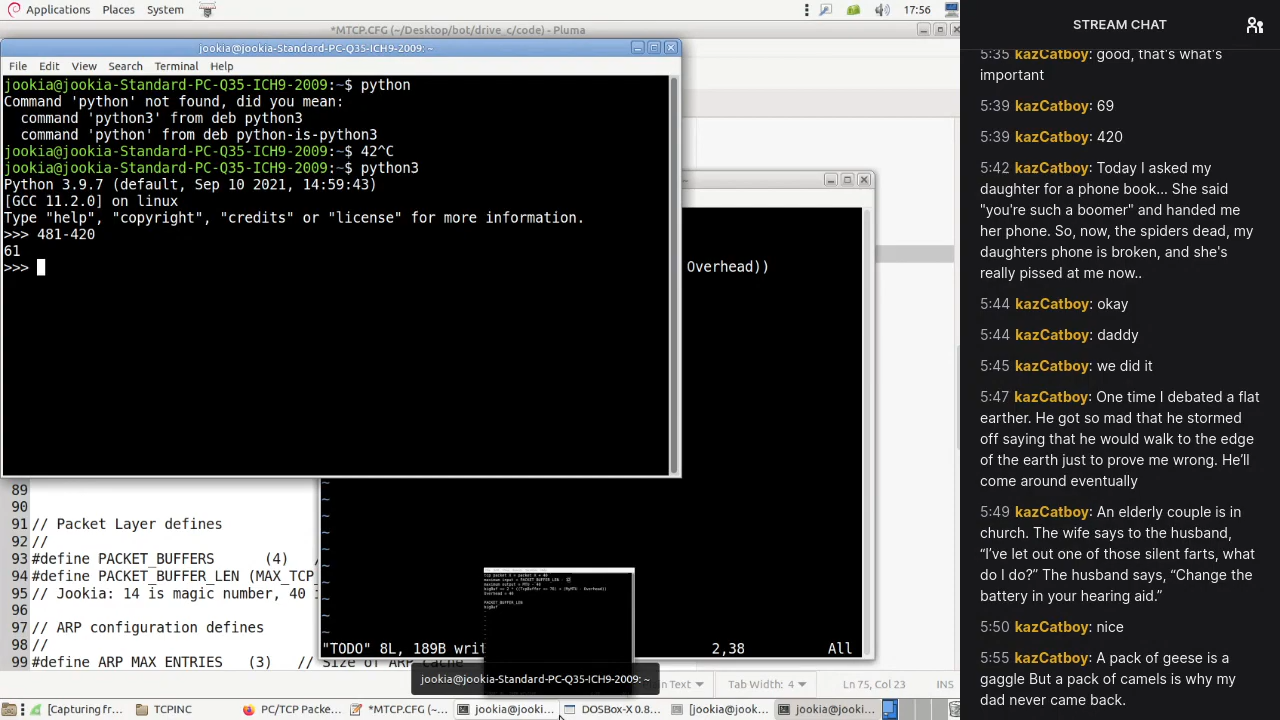 Applications Places System
17:56
*MTCP.CFG (~/Desktop/bot/drive_c/code) - Pluma
jookia@jookia-Standard-PC-Q35-ICH9-2009: ~
File Edit View Search Terminal Help
jookia@jookia-Standard-PC-Q35-ICH9-2009:~$ python
Command 'python' not found, did you mean:
command 'python3' from deb python3
command 'python' from deb python-is-python3
jookia@jookia-Standard-PC-Q35-ICH9-2009:~$ 42^C
jookia@jookia-Standard-PC-Q35-ICH9-2009:~$ python3
Python 3.9.7 (default, Sep 10 2021, 14:59:43)
[GCC 11.2.0] on linux
Type "help", "copyright", "credits" or "license" for more information.
>>> 481-420
61
>>>
Overhead))
89
90
91 // Packet Layer defines
92 //
93 #define PACKET_BUFFERS (4)
94 #define PACKET_BUFFER_LEN (MAX_TCP_
95 // Jookia: 14 is magic number, 40
96
97 // ARP configuration defines
98 //
99 #define ARP_MAX_ENTRIES (3) // Size of ARP cache
~
~
~
~
~
~
~
~
~
~
"TODO" 8L, 189B writ
2,38 All
jookia@jookia-Standard-PC-Q35-ICH9-2009: ~
Tab Width: 4 Ln 75, Col 23 INS
[Capturing fr...
TCPINC
PC/TCP Packe...
*MTCP.CFG (~...
jookia@jooki...
DOSBox-X 0.8...
[jookia@jook...
jookia@jooki...
STREAM CHAT
5:35 kazCatboy: good, that's what's
important
5:39 kazCatboy: 69
5:39 kazCatboy: 420
5:42 kazCatboy: Today I asked my
daughter for a phone book... She said
"you're such a boomer" and handed me
her phone. So, now, the spiders dead, my
daughters phone is broken, and she's
really pissed at me now..
5:44 kazCatboy: okay
5:44 kazCatboy: daddy
5:45 kazCatboy: we did it
5:47 kazCatboy: One time I debated a flat
earther. He got so mad that he stormed
off saying that he would walk to the edge
of the earth just to prove me wrong. He’ll
come around eventually
5:49 kazCatboy: An elderly couple is in
church. The wife says to the husband,
“I’ve let out one of those silent farts, what
do I do?” The husband says, “Change the
battery in your hearing aid.”
5:50 kazCatboy: nice
5:55 kazCatboy: A pack of geese is a
gaggle But a pack of camels is why my
dad never came back.